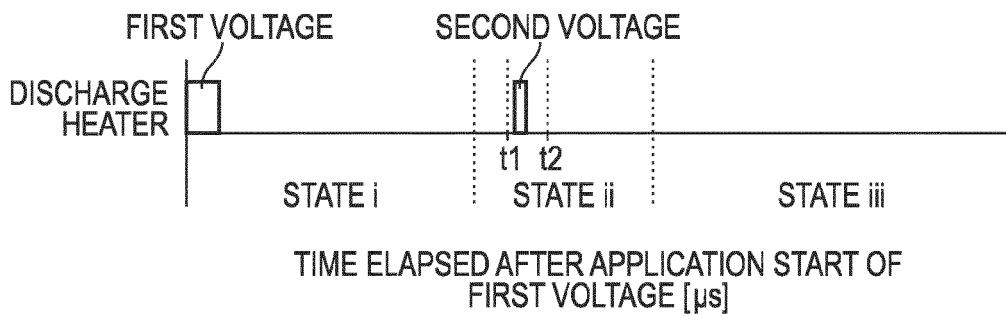 FIRST VOLTAGE
SECOND VOLTAGE
DISCHARGE
HEATER
t1
t2
STATE i
STATE ii
STATE iii
TIME ELAPSED AFTER APPLICATION START OF
FIRST VOLTAGE [µs]